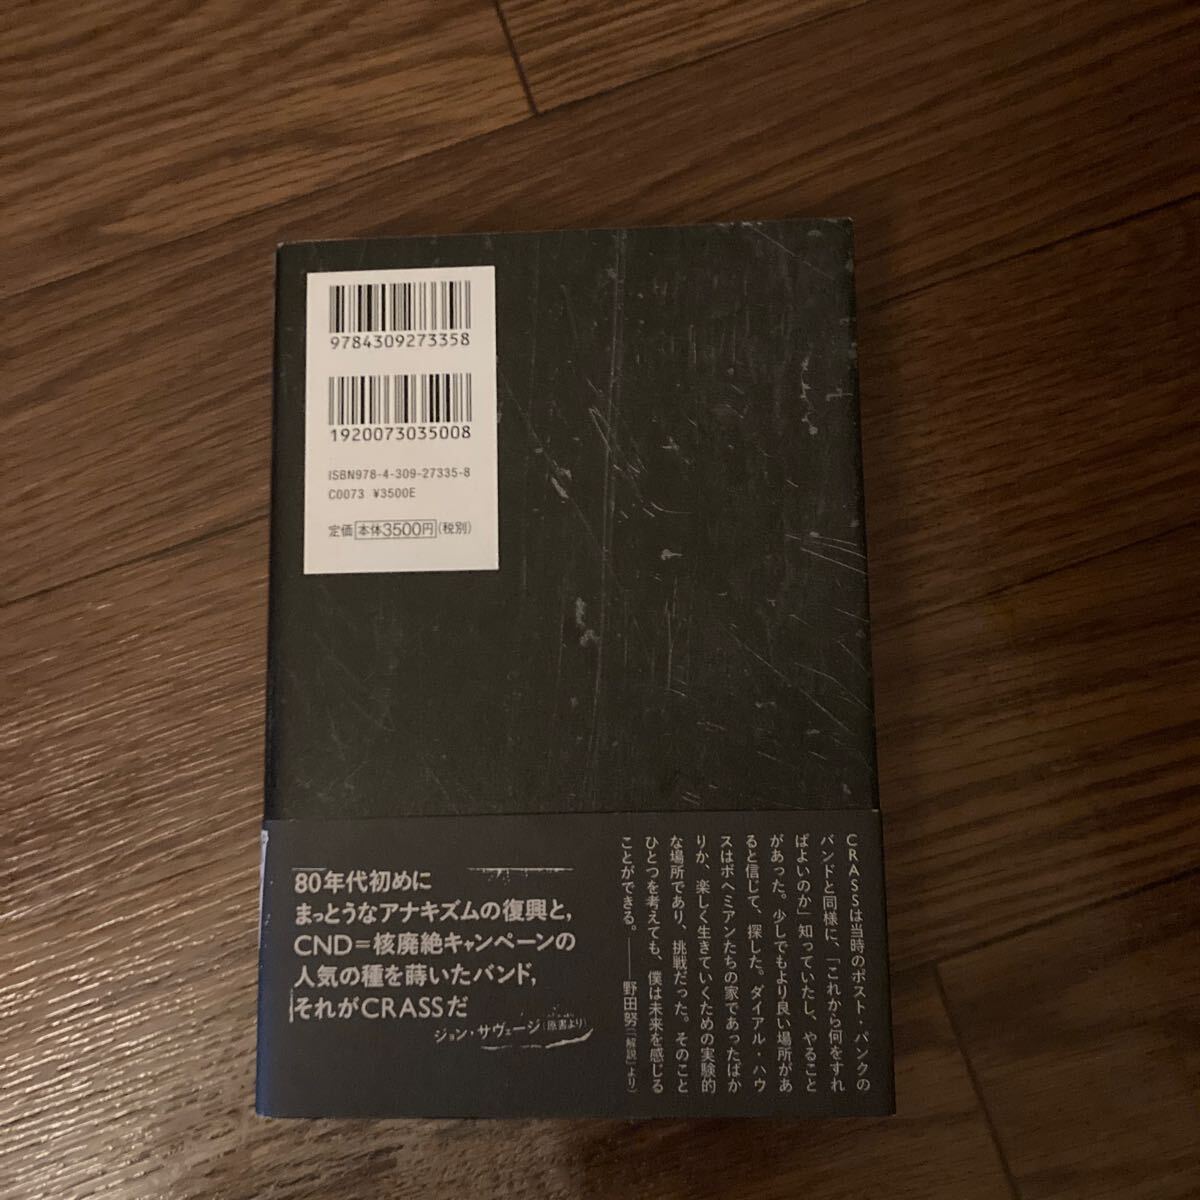 9784309273358
1920073035008
ISBN978-4-309-27335-8
C0073 ¥3500E
定価 本体3500円(税別)
80年代初めに
まっとうなアナキズムの復興と,
CND=核廃絶キャンペーンの
人気の種を蒔いたバンド,
それがCRASSだ
ジョン・サヴェージ(原書より)
CRASSは当時のポスト・パンクの
バンドと同様に、「これから何をすれ
ばよいのか」知っていたし、やること
があった。少しでもより良い場所があ
ると信じて、探した。ダイアル・ハウ
スはボヘミアンたちの家であったばか
りか、楽しく生きていくための実験的
な場所であり、挑戦だった。そのこと
ひとつを考えても、僕は未来を感じる
ことができる。——野田努(「解説」より)